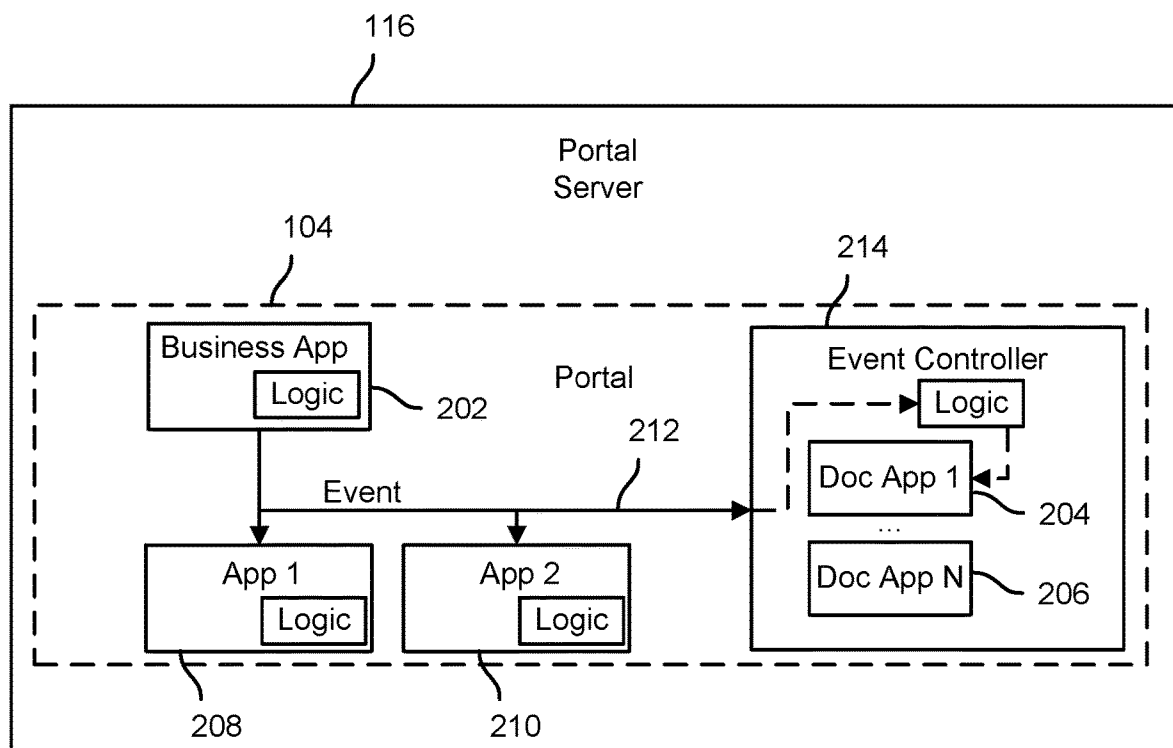 116
Portal
Server
104
214
Business App
Logic
202
Portal
Event Controller
Logic
212
Event
Doc App 1
204
...
Doc App N
206
App 1
Logic
App 2
Logic
208
210